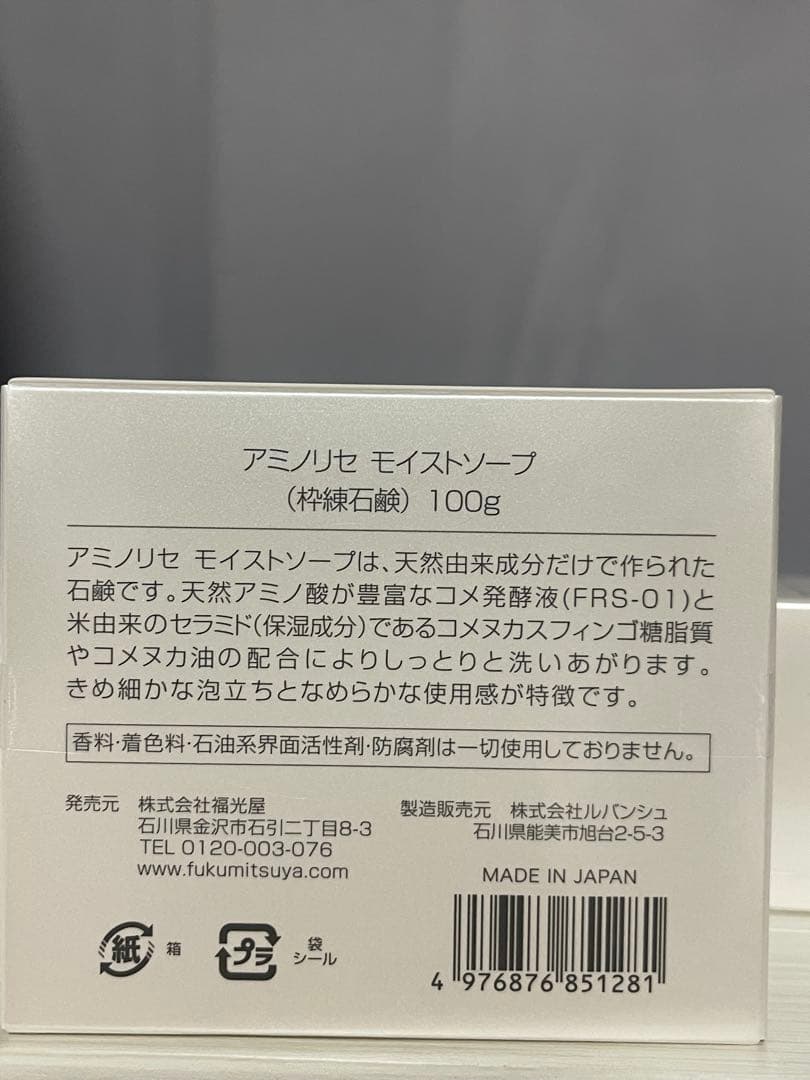 アミノリセ モイストソープ
（枠練石鹸）100g
アミノリセ モイストソープは、天然由来成分だけで作られた
石鹸です。天然アミノ酸が豊富なコメ発酵液(FRS-01)と
米由来のセラミド（保湿成分）であるコメヌカスフィンゴ糖脂質
やコメヌカ油の配合によりしっとりと洗いあがります。
きめ細かな泡立ちとなめらかな使用感が特徴です。
香料・着色料・石油系界面活性剤・防腐剤は一切使用しておりません。
発売元 株式会社福光屋
石川県金沢市石引二丁目8-3
TEL 0120-003-076
www.fukumitsuya.com
製造販売元 株式会社ルバンシュ
石川県能美市旭台2-5-3
MADE IN JAPAN
紙 箱
プラ 袋
シール
4 976876 851281